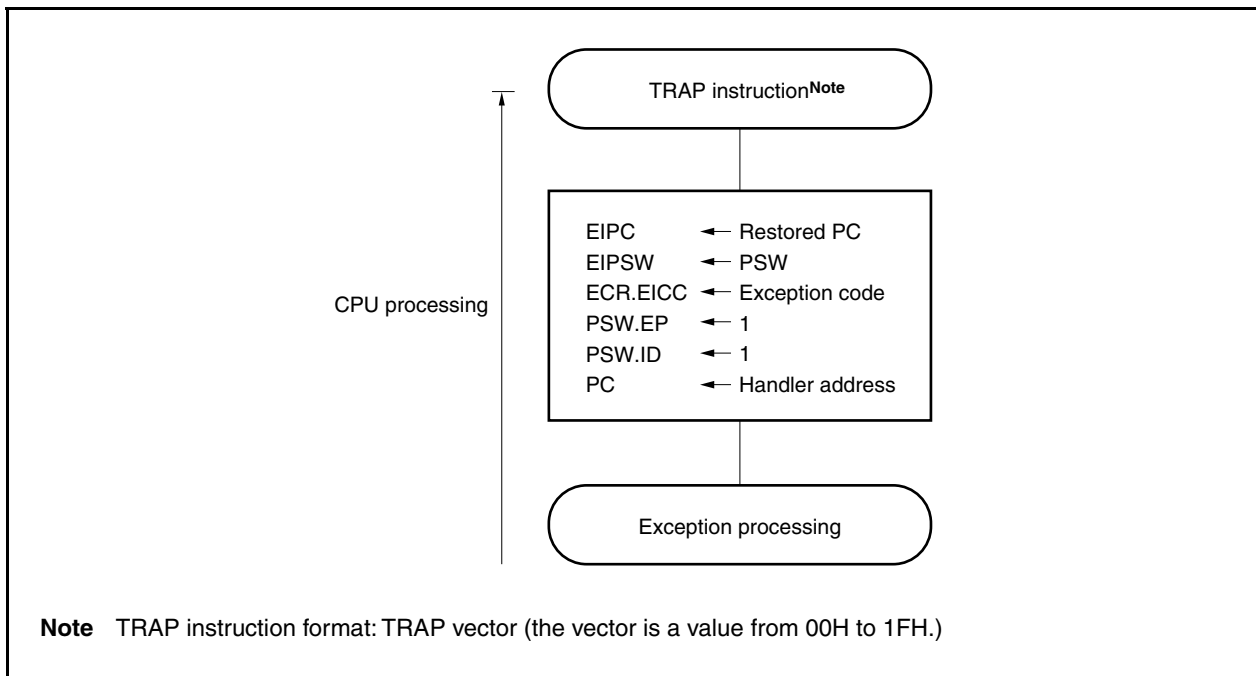 TRAP instructionNote
CPU processing
EIPC ← Restored PC
EIPSW ← PSW
ECR.EICC ← Exception code
PSW.EP ← 1
PSW.ID ← 1
PC ← Handler address
Exception processing
Note TRAP instruction format: TRAP vector (the vector is a value from 00H to 1FH.)